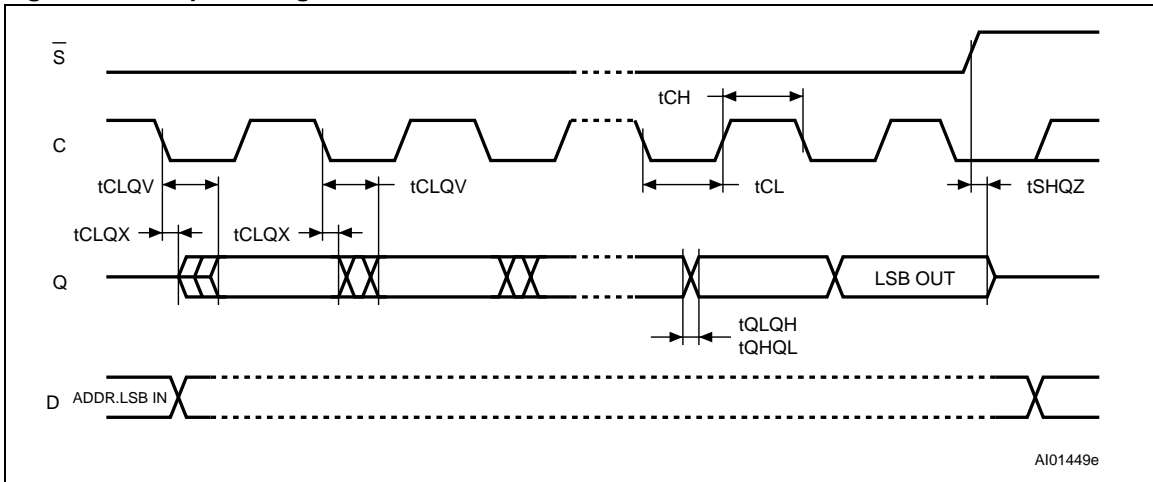 S
tCH
C
tCLQV
tCLQV
tCL
tSHQZ
tCLQX
tCLQX
Q
LSB OUT
tQLQH
tQHQL
D
ADDR.LSB IN
AI01449e